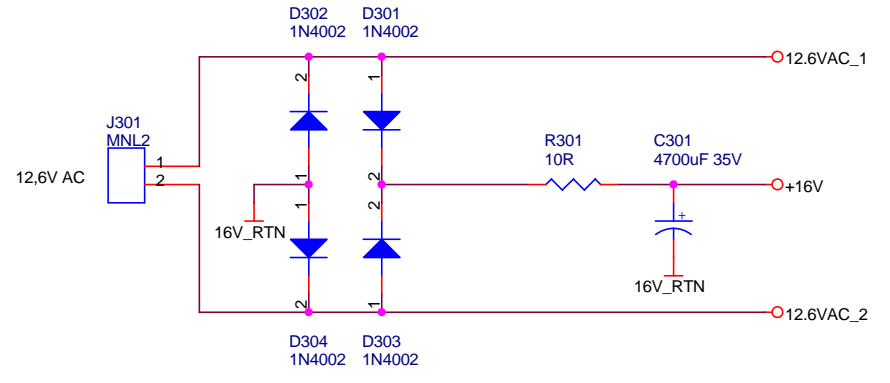 D302
1N4002
D301
1N4002
12.6VAC_1
2
1
J301
MNL2
1
2
12,6V AC
R301
10R
C301
4700uF 35V
1
2
+16V
1
2
16V_RTN
+
16V_RTN
2
1
12.6VAC_2
D304
1N4002
D303
1N4002